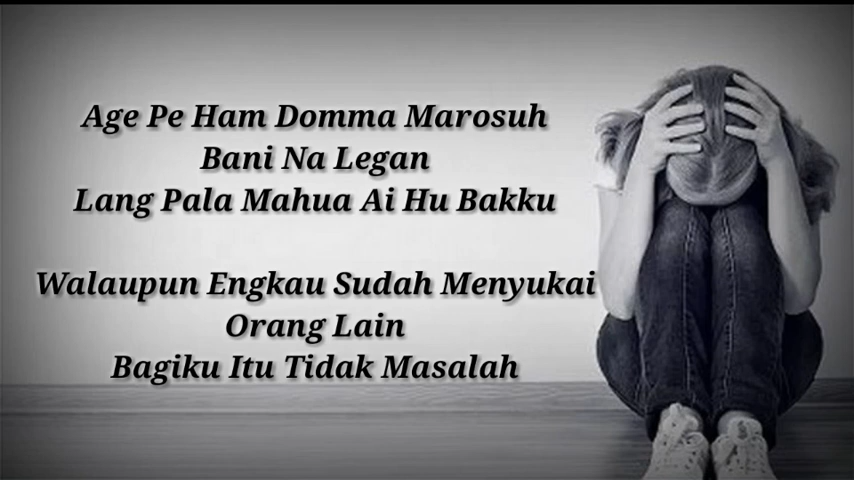 Age Pe Ham Domma Marosuh
Bani Na Legan
Lang Pala Mahua Ai Hu Bakku
Walaupun Engkau Sudah Menyukai
Orang Lain
Bagiku Itu Tidak Masalah